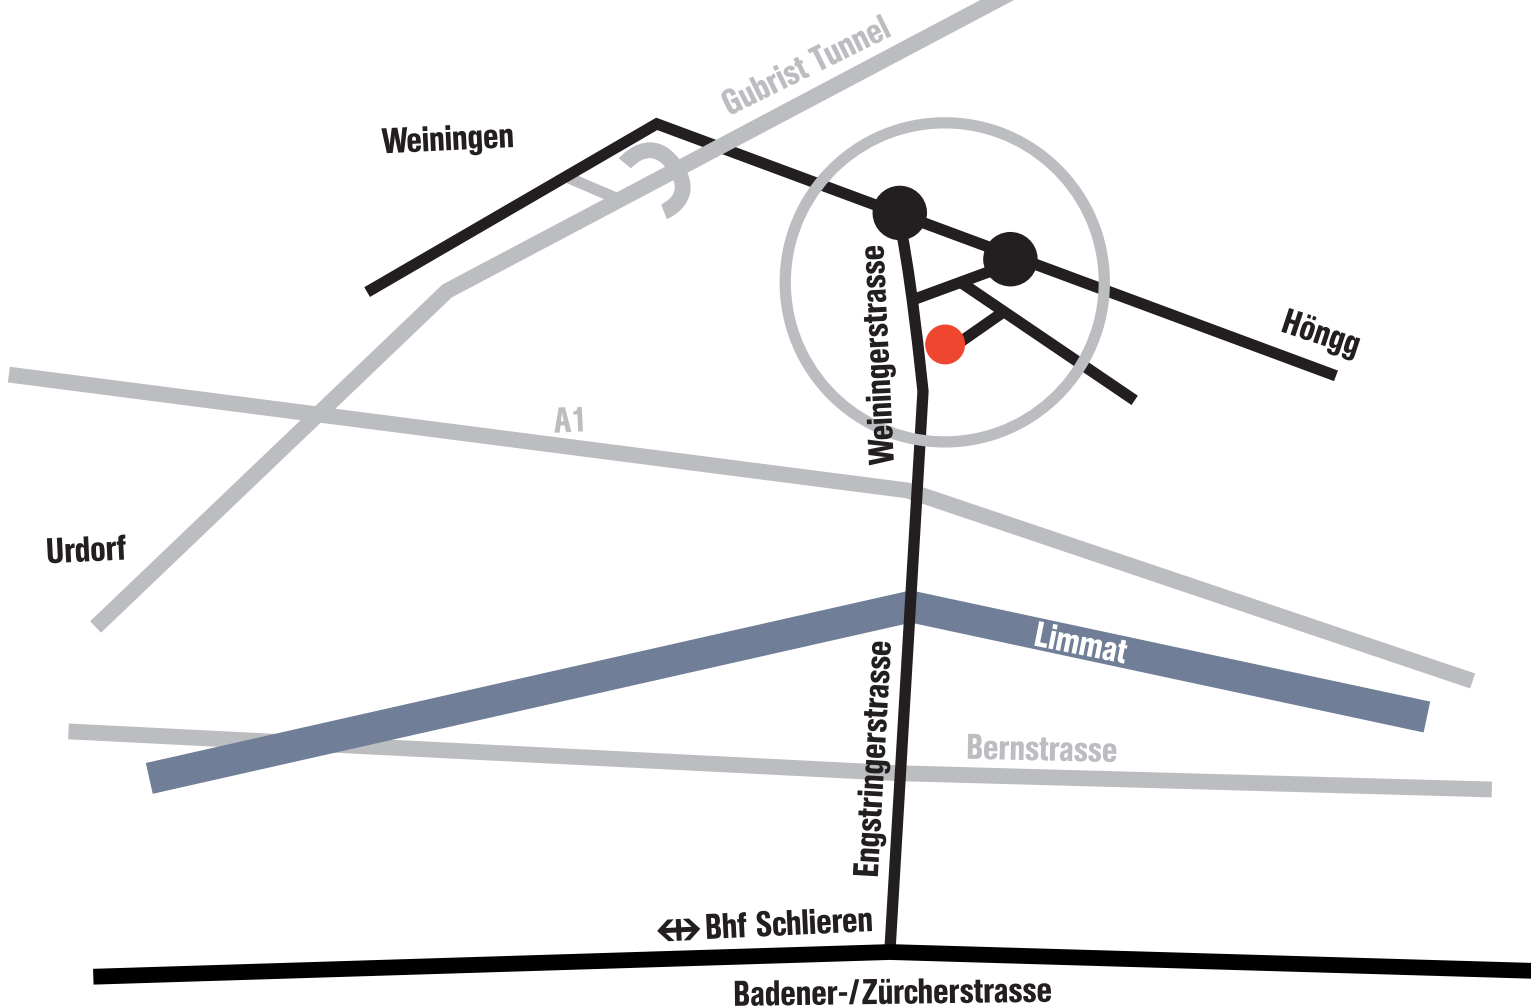 Gubrist Tunnel
Weiningen
Weiningerstrasse
Höngg
A1
Urdorf
Limmat
Engstringerstrasse
Bernstrasse
Bhf Schlieren
Badener-/Zürcherstrasse